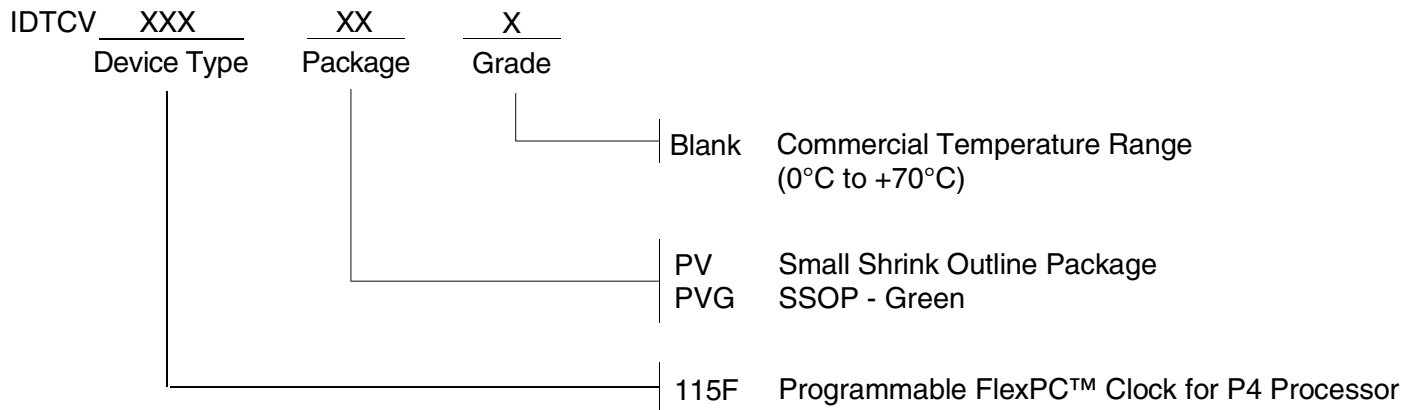 IDTCV XXX XX X
Device Type Package Grade
Blank Commercial Temperature Range
(0°C to +70°C)
PV Small Shrink Outline Package
PVG SSOP - Green
115F Programmable FlexPC™ Clock for P4 Processor